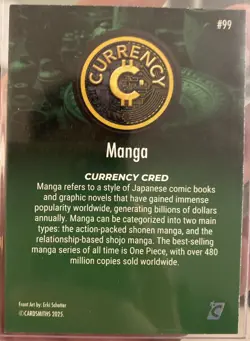 #99
CURRENCY
C
Manga
CURRENCY CRED
Manga refers to a style of Japanese comic books
and graphic novels that have gained immense
popularity worldwide, generating billions of dollars
annually. Manga can be categorized into two main
types: the action-packed shonen manga, and the
relationship-based shojo manga. The best-selling
manga series of all time is One Piece, with over 480
million copies sold worldwide.
Front Art by: Schotter
©CARDSMITHS 2025.
C